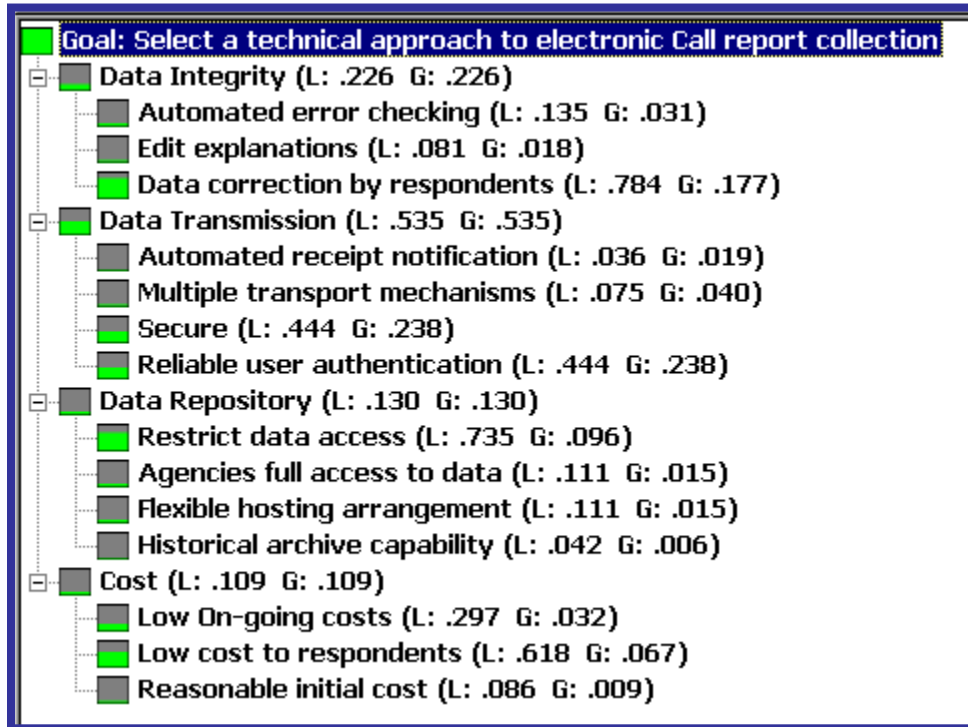 Goal: Select a technical approach to electronic Call report collection
Data Integrity (L: .226 G: .226)
Automated error checking (L: .135 G: .031)
Edit explanations (L: .081 G: .018)
Data correction by respondents (L: .784 G: .177)
Data Transmission (L: .535 G: .535)
Automated receipt notification (L: .036 G: .019)
Multiple transport mechanisms (L: .075 G: .040)
Secure (L: .444 G: .238)
Reliable user authentication (L: .444 G: .238)
Data Repository (L: .130 G: .130)
Restrict data access (L: .735 G: .096)
Agencies full access to data (L: .111 G: .015)
Flexible hosting arrangement (L: .111 G: .015)
Historical archive capability (L: .042 G: .006)
Cost (L: .109 G: .109)
Low On-going costs (L: .297 G: .032)
Low cost to respondents (L: .618 G: .067)
Reasonable initial cost (L: .086 G: .009)